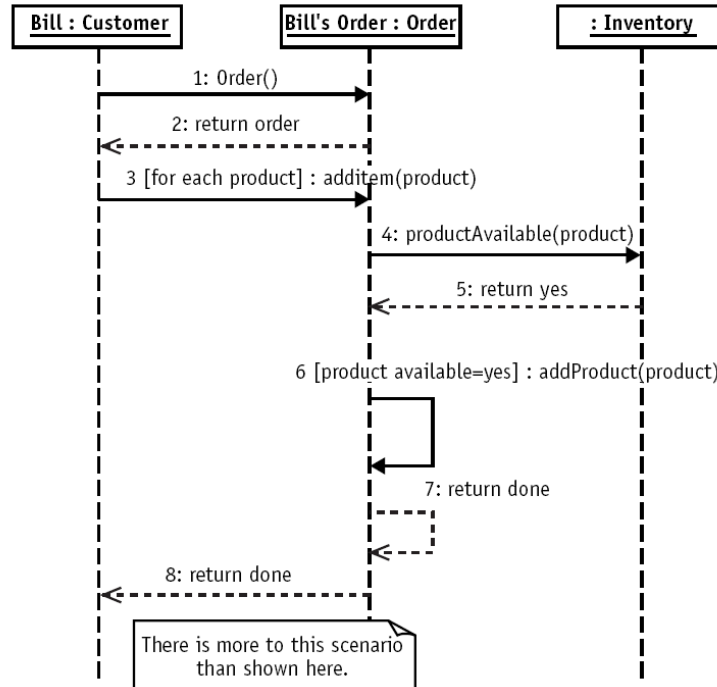 Bill : Customer
Bill's Order : Order
: Inventory
1: Order()
2: return order
3 [for each product] : additem(product)
4: productAvailable(product)
5: return yes
6 [product available=yes] : addProduct(product)
7: return done
8: return done
There is more to this scenario
than shown here.